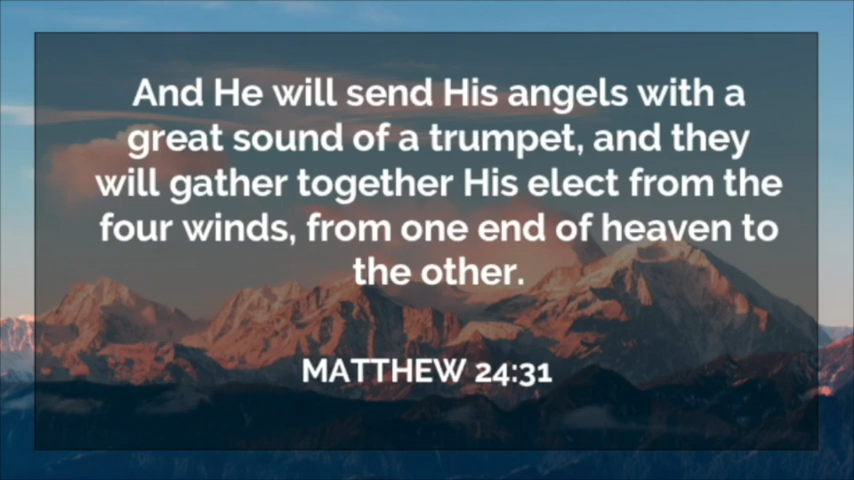 And He will send His angels with a
great sound of a trumpet, and they
will gather together His elect from the
four winds, from one end of heaven to
the other.
MATTHEW 24:31